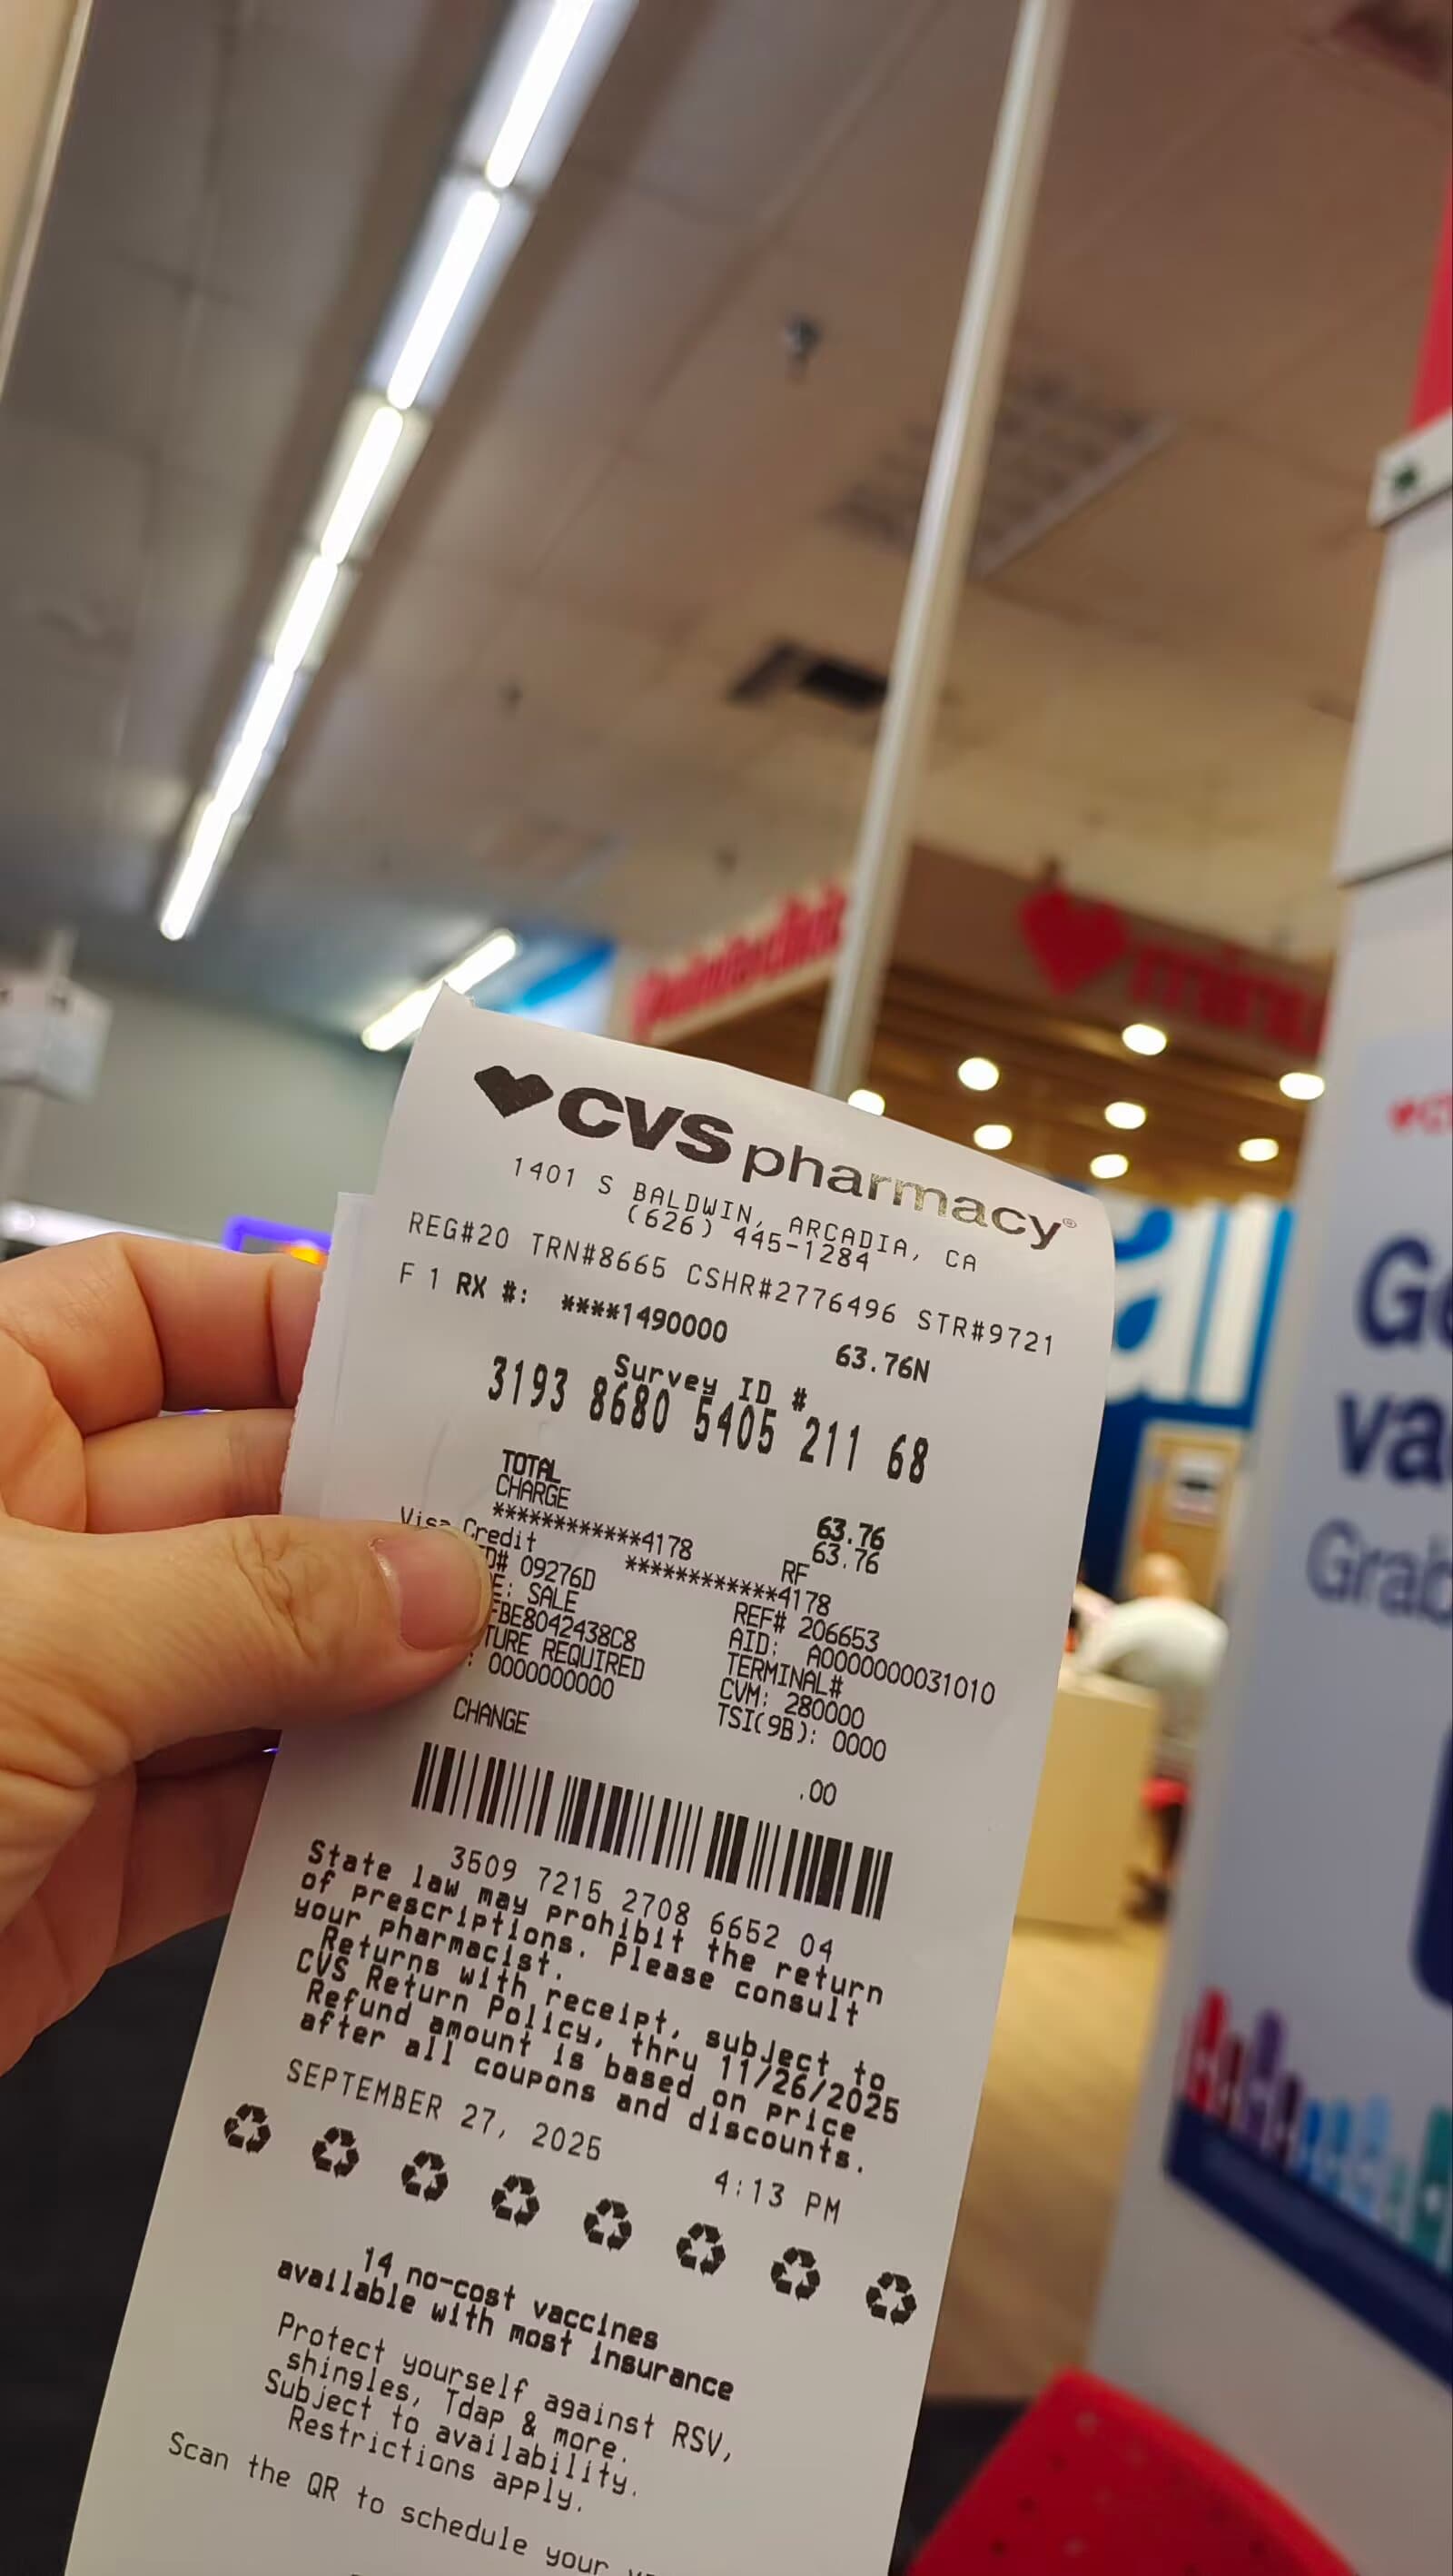 CVS pharmacy®
1401 S BALDWIN, ARCADIA, CA
(626) 445-1284
REG#20 TRN#8665 CSHR#2776496 STR#9721
F 1 RX #: ****1490000 63.76N
Survey ID #
3193 8680 5405 211 68
TOTAL 63.76
CHARGE 63.76
************4178 RF
Visa Credit ************4178
09276D REF# 206653
SALE AID: A0000000031010
BE8042438C8 TERMINAL#
REQUIRED CVM: 280000
0000000000 TSI(9B): 0000
CHANGE .00
3509 7215 2708 6652 04
State law may prohibit the return
of prescriptions. Please consult
your pharmacist.
Returns with receipt, subject to
CVS Return Policy, thru 11/26/2025
Refund amount is based on price
after all coupons and discounts.
SEPTEMBER 27, 2025 4:13 PM
14 no-cost vaccines
available with most insurance
Protect yourself against RSV,
shingles, Tdap & more.
Subject to availability.
Restrictions apply.
Scan the QR to schedule your